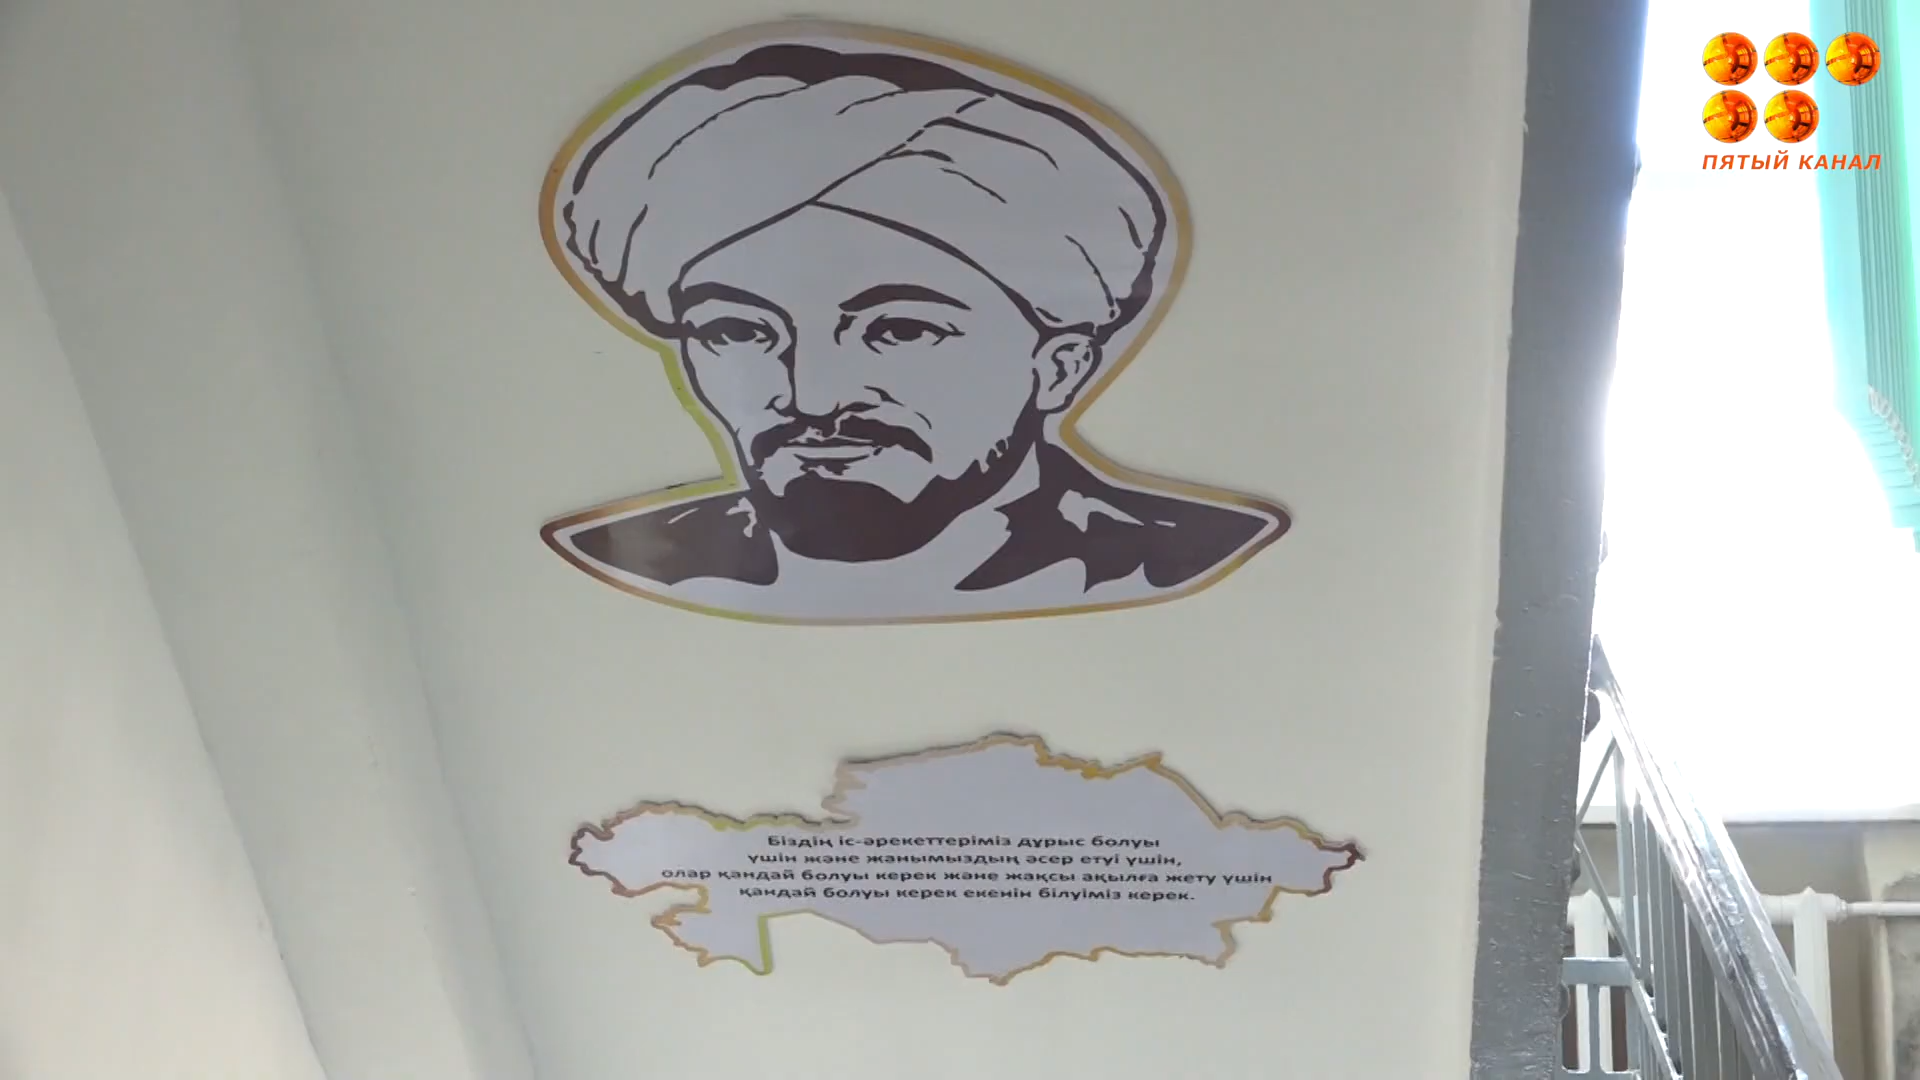 ПЯТЫЙ КАНАЛ
Біздің іс-әрекеттеріміз дұрыс болуы
үшін және жанымыздың әсер етуі үшін,
олар қандай болуы керек және жақсы ақылға жету үшін
қандай болуы керек екенін білуіміз керек.